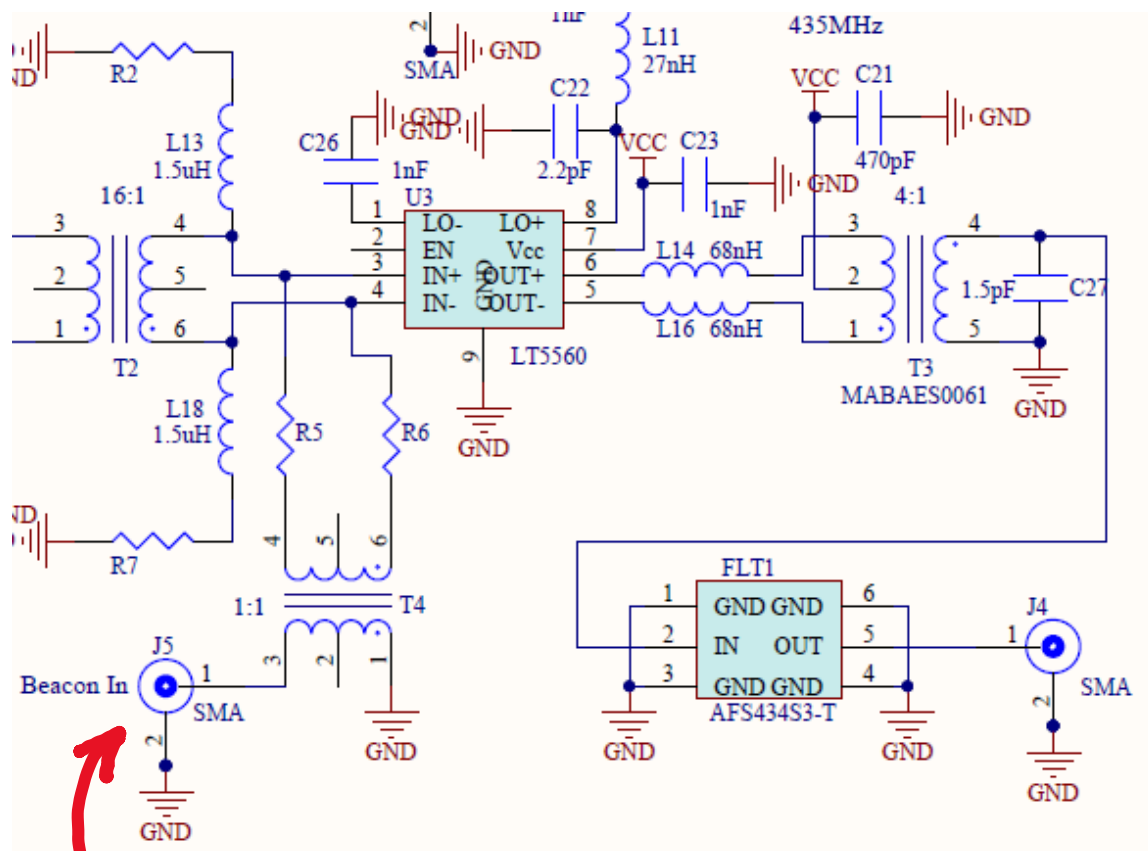 1nF
435MHz
2
L11
27nH
GND
SMA
GND
R2
VCC
C21
C22
GND
GND
GND
GND
L13
1.5uH
C26
1nF
2.2pF
VCC
C23
470pF
GND
1nF
16:1
U3
4:1
3
4
1
LO-
LO+
8
3
4
2
EN
Vcc
7
2
5
3
IN+
OUT+
6
L14 68nH
2
1.5pF
C27
4
IN-
GND
OUT-
5
1
6
L16 68nH
1
5
T2
9
LT5560
T3
MABAES0061
GND
L18
1.5uH
R5
R6
GND
ND
R7
4
5
6
1:1
T4
3
2
1
FLT1
1
GND
GND
6
2
IN
OUT
5
3
GND
GND
4
AFS434S3-T
J4
1
SMA
2
J5
Beacon In
1
SMA
2
GND
GND
GND
GND
GND